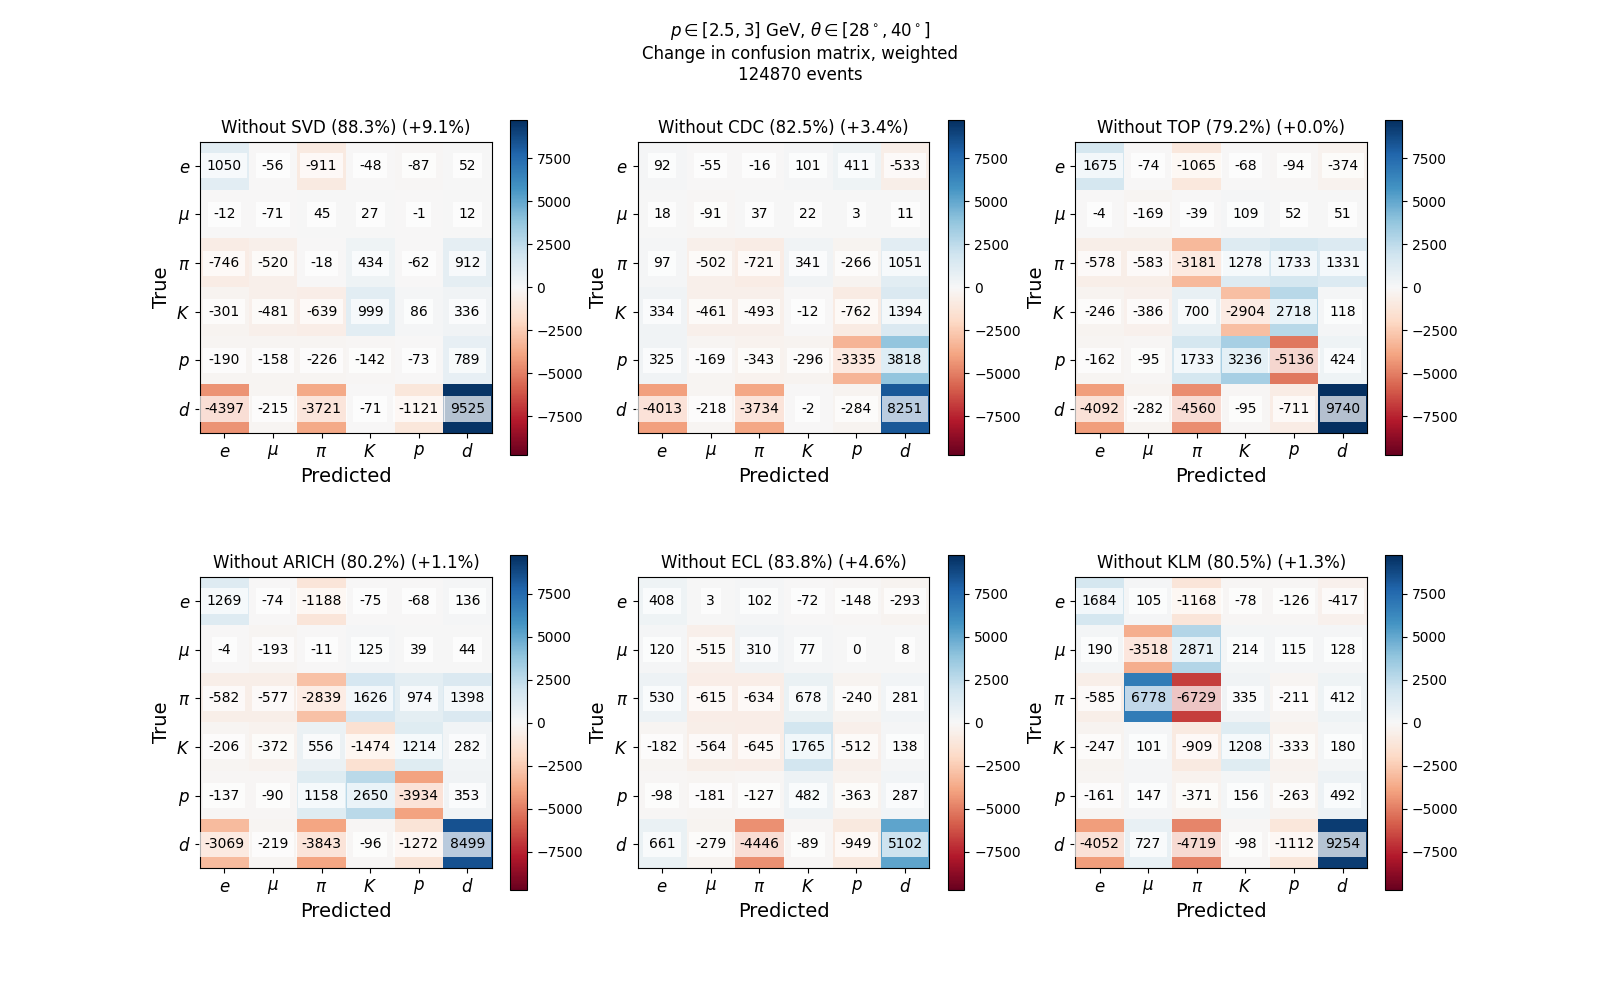 p ∈ [2.5, 3] GeV, θ ∈ [28°, 40°]
Change in confusion matrix, weighted
124870 events
Without SVD (88.3%) (+9.1%)
e 1050 -56 -911 -48 -87 52
μ -12 -71 45 27 -1 12
π -746 -520 -18 434 -62 912
K -301 -481 -639 999 86 336
p -190 -158 -226 -142 -73 789
d -4397 -215 -3721 -71 -1121 9525
e μ π K p d
Predicted
True
7500
5000
2500
0
−2500
−5000
−7500
Without CDC (82.5%) (+3.4%)
92 -55 -16 101 411 -533
18 -91 37 22 3 11
97 -502 -721 341 -266 1051
334 -461 -493 -12 -762 1394
325 -169 -343 -296 -3335 3818
-4013 -218 -3734 -2 -284 8251
e μ π K p d
Predicted
True
e
μ
π
K
p
d
7500
5000
2500
0
−2500
−5000
−7500
Without TOP (79.2%) (+0.0%)
e 1675 -74 -1065 -68 -94 -374
μ -4 -169 -39 109 52 51
π -578 -583 -3181 1278 1733 1331
K -246 -386 700 -2904 2718 118
p -162 -95 1733 3236 -5136 424
d -4092 -282 -4560 -95 -711 9740
e μ π K p d
Predicted
True
7500
5000
2500
0
−2500
−5000
−7500
Without ARICH (80.2%) (+1.1%)
e 1269 -74 -1188 -75 -68 136
μ -4 -193 -11 125 39 44
π -582 -577 -2839 1626 974 1398
K -206 -372 556 -1474 1214 282
p -137 -90 1158 2650 -3934 353
d -3069 -219 -3843 -96 -1272 8499
e μ π K p d
Predicted
True
7500
5000
2500
0
−2500
−5000
−7500
Without ECL (83.8%) (+4.6%)
e 408 3 102 -72 -148 -293
μ 120 -515 310 77 0 8
π 530 -615 -634 678 -240 281
K -182 -564 -645 1765 -512 138
p -98 -181 -127 482 -363 287
d 661 -279 -4446 -89 -949 5102
e μ π K p d
Predicted
True
7500
5000
2500
0
−2500
−5000
−7500
Without KLM (80.5%) (+1.3%)
e 1684 105 -1168 -78 -126 -417
μ 190 -3518 2871 214 115 128
π -585 6778 -6729 335 -211 412
K -247 101 -909 1208 -333 180
p -161 147 -371 156 -263 492
d -4052 727 -4719 -98 -1112 9254
e μ π K p d
Predicted
True
7500
5000
2500
0
−2500
−5000
−7500